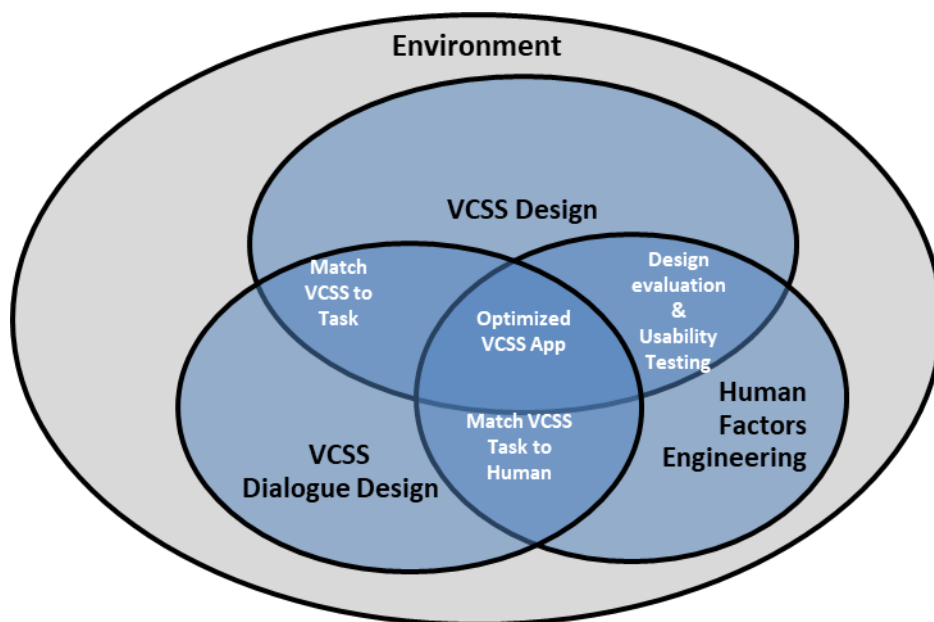 Environment
VCSS Design
Match
VCSS to
Task
Design
evaluation
&
Usability
Testing
Optimized
VCSS App
Human
Factors
Engineering
Match VCSS
Task to
Human
VCSS
Dialogue Design